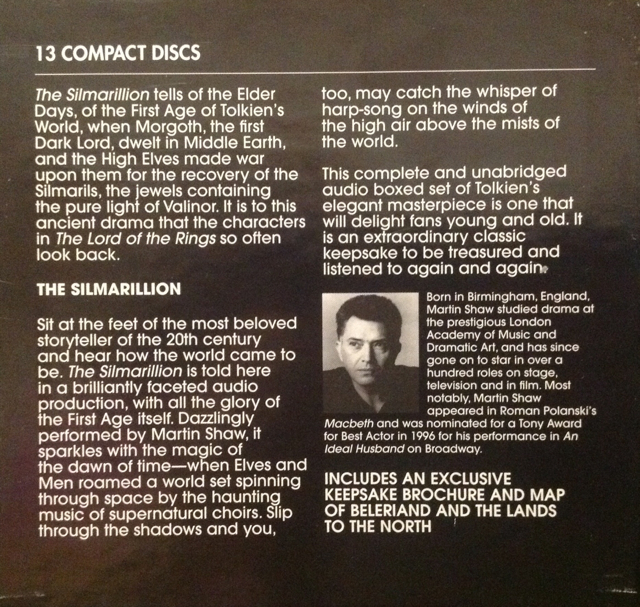 13 COMPACT DISCS
The Silmarillion tells of the Elder
Days, of the First Age of Tolkien's
World, when Morgoth, the first
Dark Lord, dwelt in Middle Earth,
and the High Elves made war
upon them for the recovery of the
Silmarils, the jewels containing
the pure light of Valinor. It is to this
ancient drama that the characters
in The Lord of the Rings so often
look back.
THE SILMARILLION
Sit at the feet of the most beloved
storyteller of the 20th century
and hear how the world came to
be. The Silmarillion is told here
in a brilliantly faceted audio
production, with all the glory of
the First Age itself. Dazzlingly
performed by Martin Shaw, it
sparkles with the magic of
the dawn of time—when Elves and
Men roamed a world set spinning
through space by the haunting
music of supernatural choirs. Slip
through the shadows and you,
too, may catch the whisper of
harp-song on the winds of
the high air above the mists of
the world.
This complete and unabridged
audio boxed set of Tolkien's
elegant masterpiece is one that
will delight fans young and old. It
is an extraordinary classic
keepsake to be treasured and
listened to again and again.
Born in Birmingham, England,
Martin Shaw studied drama at
the prestigious London
Academy of Music and
Dramatic Art, and has since
gone on to star in over a
hundred roles on stage,
television and in film. Most
notably, Martin Shaw
appeared in Roman Polanski's
Macbeth and was nominated for a Tony Award
for Best Actor in 1996 for his performance in An
Ideal Husband on Broadway.
INCLUDES AN EXCLUSIVE
KEEPSAKE BROCHURE AND MAP
OF BELERIAND AND THE LANDS
TO THE NORTH